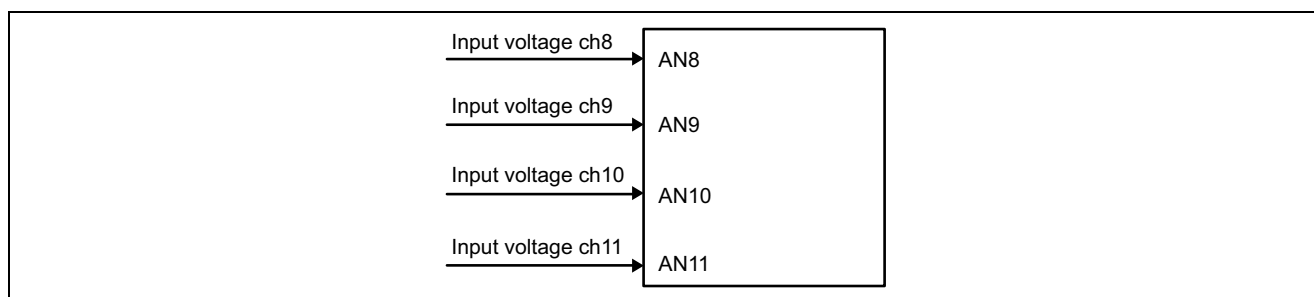 Input voltage ch8
AN8
Input voltage ch9
AN9
Input voltage ch10
AN10
Input voltage ch11
AN11